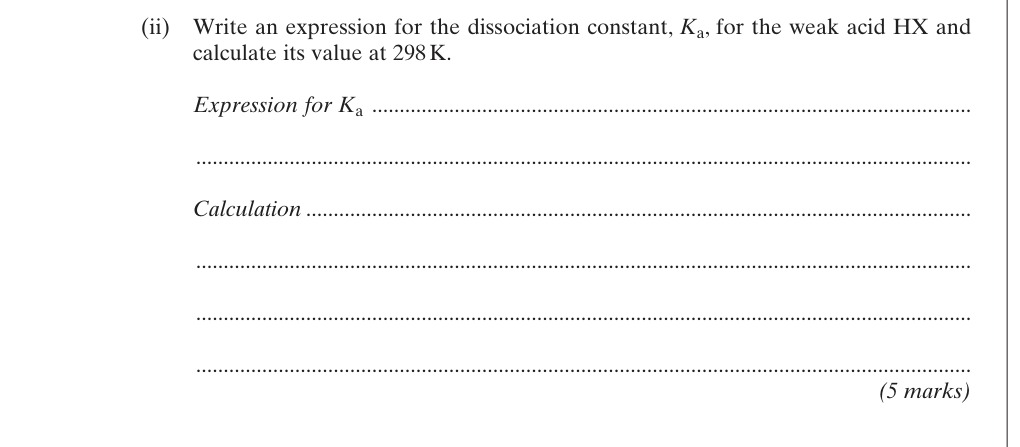 (ii) Write an expression for the dissociation constant, Ka, for the weak acid HX and
calculate its value at 298 K.
Expression for Ka ..............................................................................................................
................................................................................................................................................
Calculation ..........................................................................................................................
................................................................................................................................................
................................................................................................................................................
................................................................................................................................................
(5 marks)